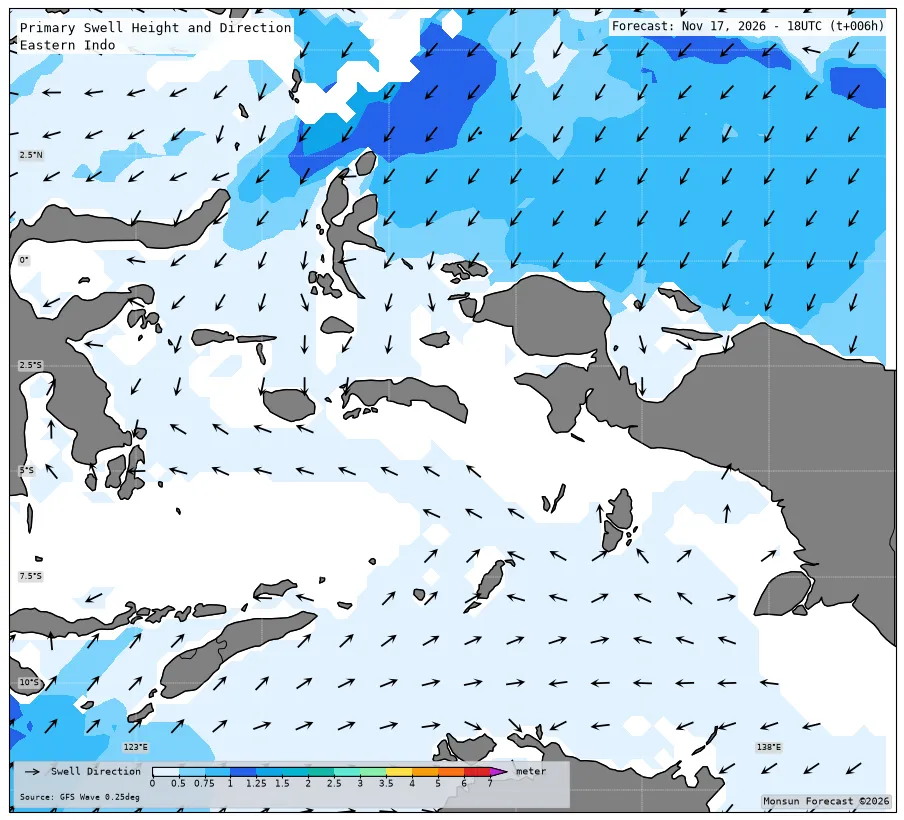 Primary Swell Height and Direction
Eastern Indo
Forecast: Nov 17, 2026 - 18UTC (t+006h)
2.5°N
0°
2.5°S
5°S
7.5°S
10°S
123°E
138°E
Swell Direction
0 0.5 0.75 1 1.25 1.5 2 2.5 3 3.5 4 5 6 7
meter
Source: GFS Wave 0.25deg
Monsun Forecast ©2026